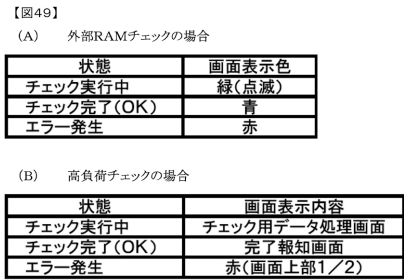 【図49】
(A) 外部RAMチェックの場合
状態 画面表示色
チェック実行中 緑(点滅)
チェック完了(OK) 青
エラー発生 赤
(B) 高負荷チェックの場合
状態 画面表示内容
チェック実行中 チェック用データ処理画面
チェック完了(OK) 完了報知画面
エラー発生 赤(画面上部1/2)